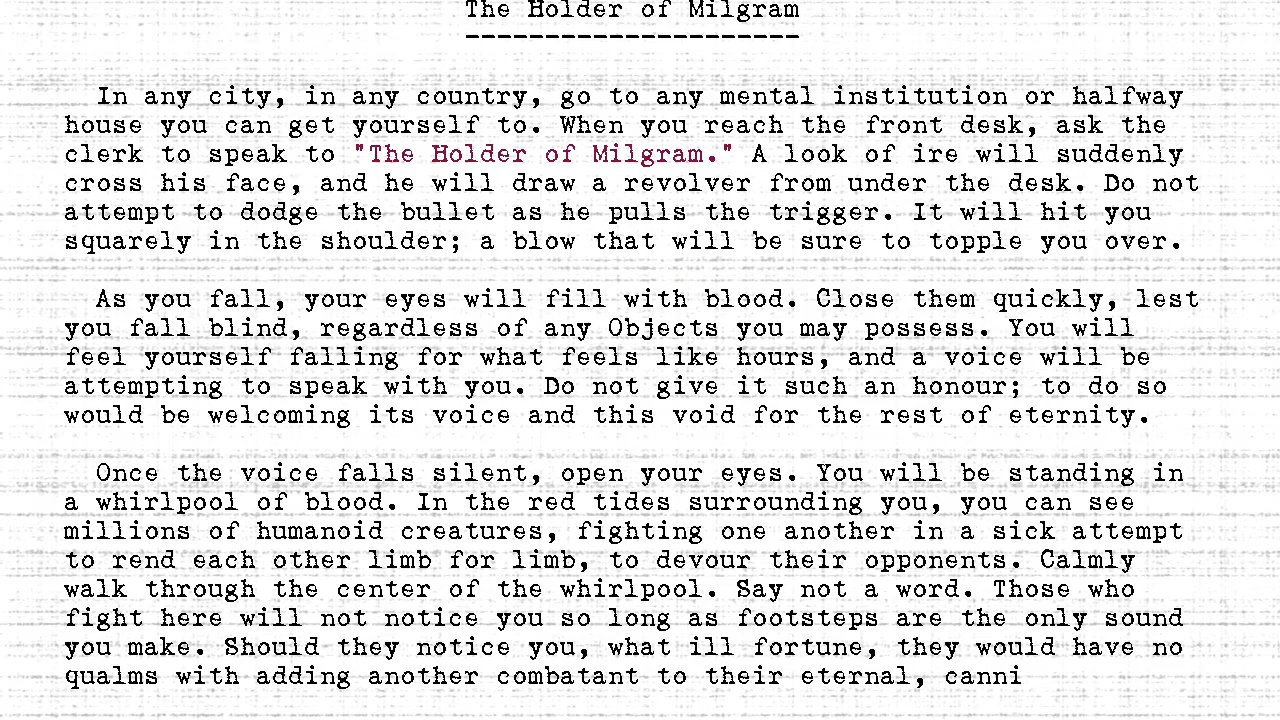 The Holder of Milgram
---------------------
In any city, in any country, go to any mental institution or halfway
house you can get yourself to. When you reach the front desk, ask the
clerk to speak to "The Holder of Milgram." A look of ire will suddenly
cross his face, and he will draw a revolver from under the desk. Do not
attempt to dodge the bullet as he pulls the trigger. It will hit you
squarely in the shoulder; a blow that will be sure to topple you over.
As you fall, your eyes will fill with blood. Close them quickly, lest
you fall blind, regardless of any Objects you may possess. You will
feel yourself falling for what feels like hours, and a voice will be
attempting to speak with you. Do not give it such an honour; to do so
would be welcoming its voice and this void for the rest of eternity.
Once the voice falls silent, open your eyes. You will be standing in
a whirlpool of blood. In the red tides surrounding you, you can see
millions of humanoid creatures, fighting one another in a sick attempt
to rend each other limb for limb, to devour their opponents. Calmly
walk through the center of the whirlpool. Say not a word. Those who
fight here will not notice you so long as footsteps are the only sound
you make. Should they notice you, what ill fortune, they would have no
qualms with adding another combatant to their eternal, canni